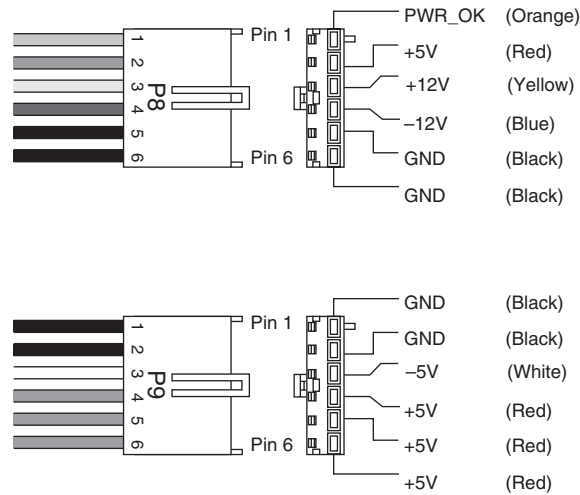 PWR_OK (Orange)
1 Pin 1
+5V (Red)
2
3 +12V (Yellow)
P8
4
–12V (Blue)
5
6 Pin 6 GND (Black)
GND (Black)
GND (Black)
1 Pin 1
GND (Black)
2
3 –5V (White)
P9
4
+5V (Red)
5
6 Pin 6 +5V (Red)
+5V (Red)